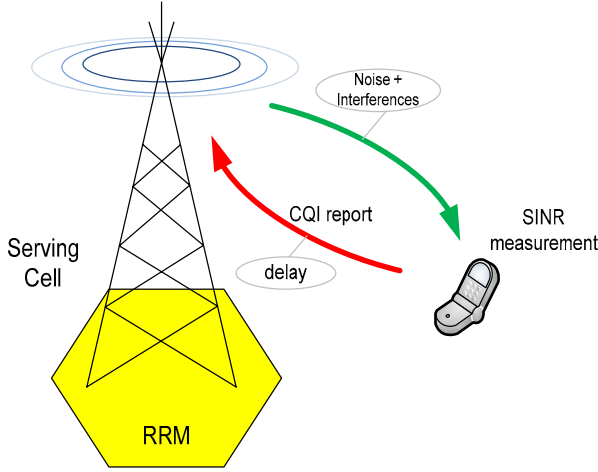 Noise +
Interferences
CQI report
delay
SINR
measurement
Serving
Cell
RRM